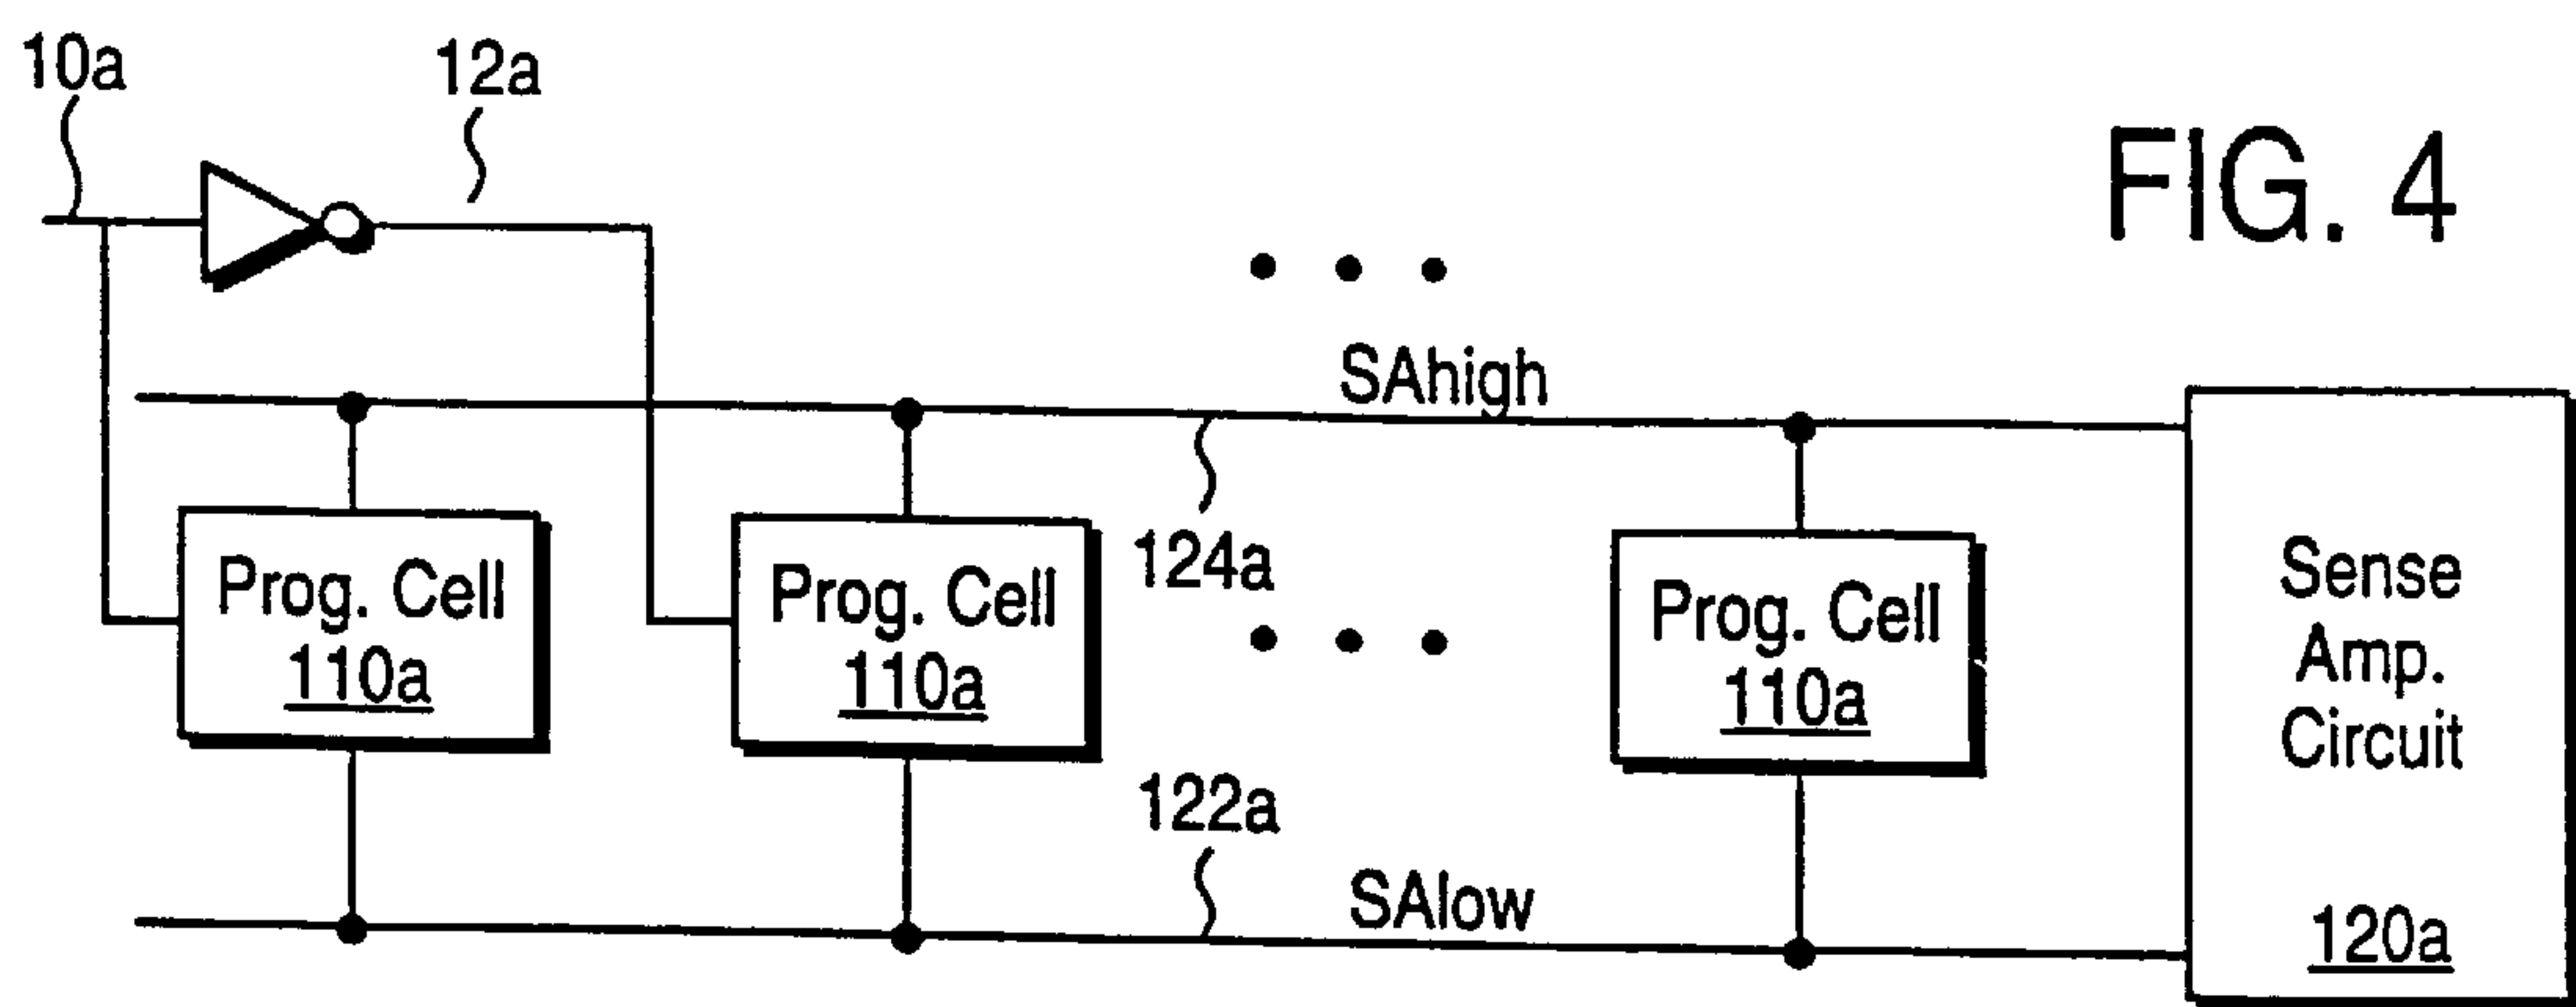 10a
12a
FIG. 4
SAhigh
124a
Prog. Cell
110a
Prog. Cell
110a
Prog. Cell
110a
Sense
Amp.
Circuit
120a
122a
SAlow